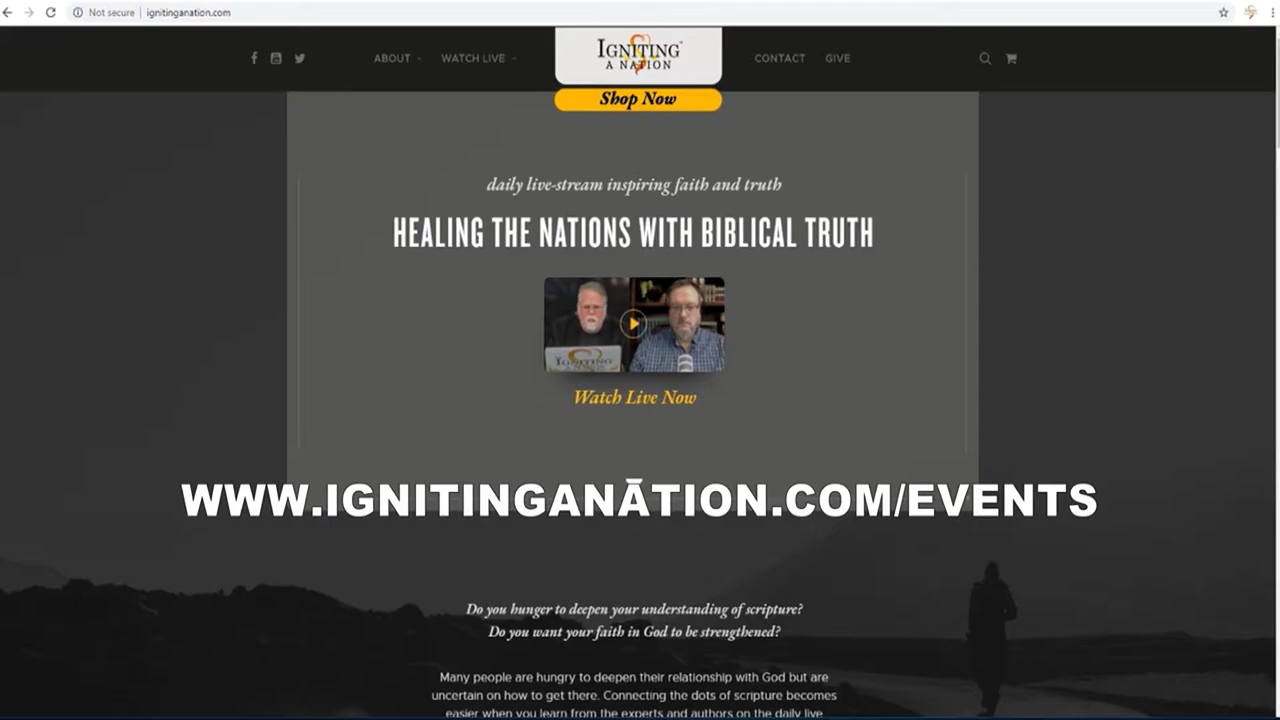 Not secure | ignitinganation.com
ABOUT
WATCH LIVE
IGNITING
A NATION
CONTACT
GIVE
Shop Now
daily live-stream inspiring faith and truth
HEALING THE NATIONS WITH BIBLICAL TRUTH
IGNITING
Watch Live Now
WWW.IGNITINGANĀTION.COM/EVENTS
Do you hunger to deepen your understanding of scripture?
Do you want your faith in God to be strengthened?
Many people are hungry to deepen their relationship with God but are
uncertain on how to get there. Connecting the dots of scripture becomes
easier when you learn from the experts and authors on the daily live